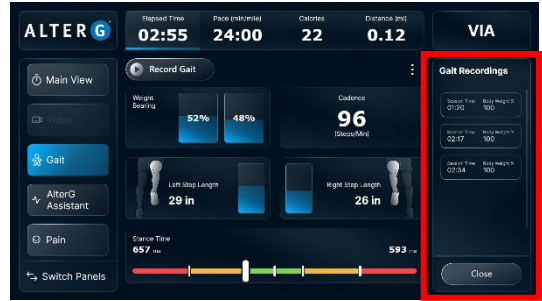 ALTERG
Elapsed Time
02:55
Pace (min/mile)
24:00
Calories
22
Distance (mi)
0.12
VIA
Main View
Video
Gait
AlterG
Assistant
Pain
Switch Panels
Record Gait
Weight
Bearing
52%
48%
Cadence
96
(Steps/Min)
Left Step Length
29 in
Right Step Length
26 in
Stance Time
657 ms
593 ms
Gait Recordings
Session Time Body Weight %
01:20 100
Session Time Body Weight %
02:17 100
Session Time Body Weight %
02:34 100
Close